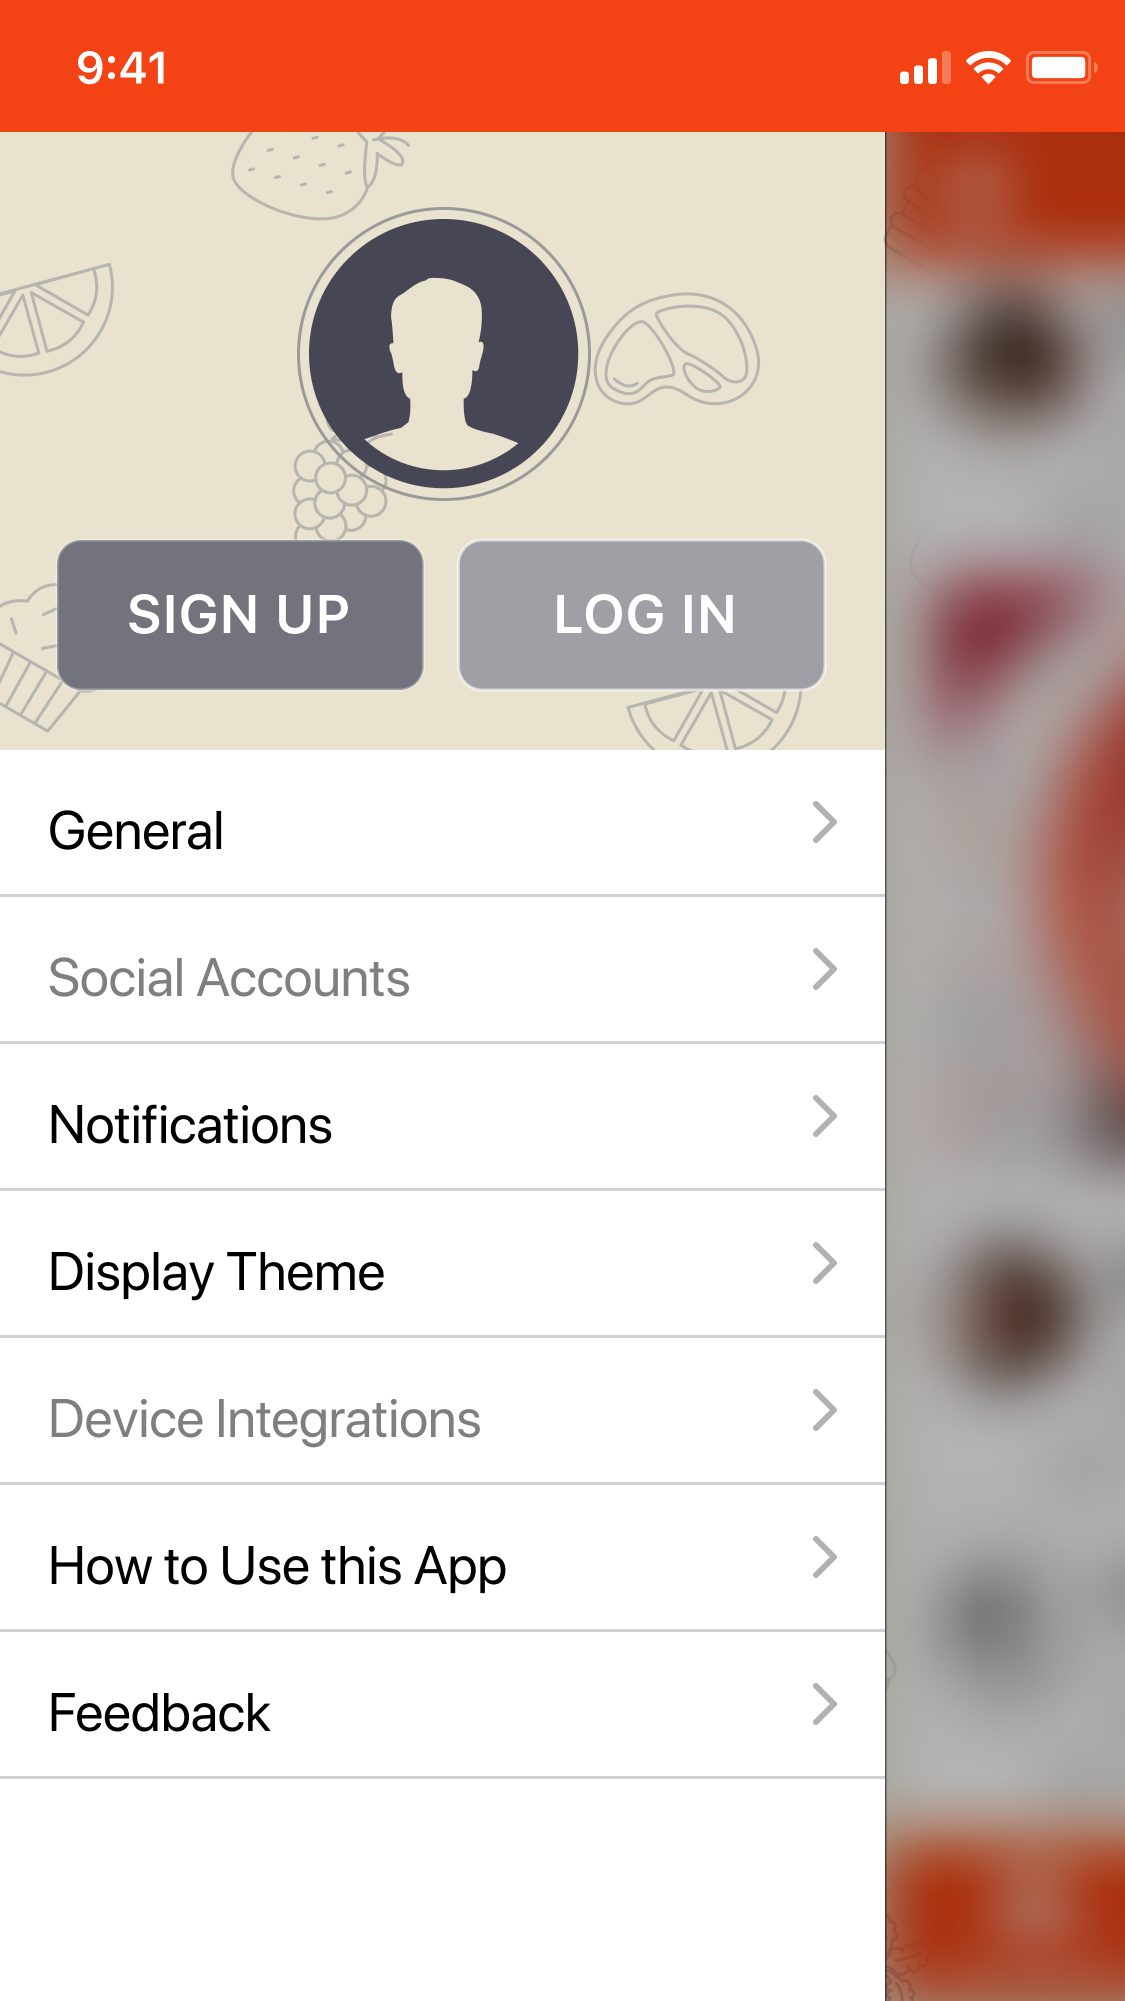 9:41
SIGN UP
LOG IN
General
Social Accounts
Notifications
Display Theme
Device Integrations
How to Use this App
Feedback